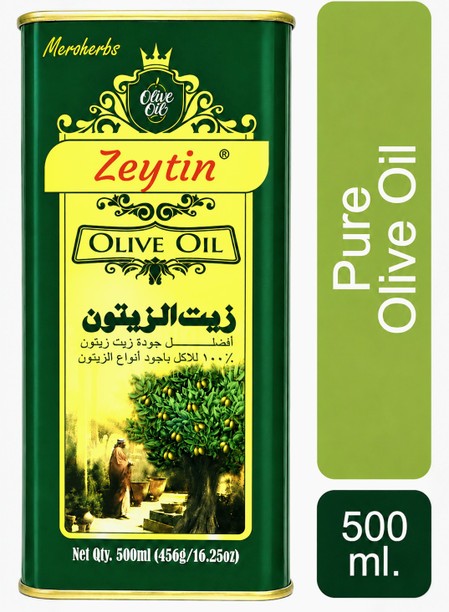 Meroherbs
Olive
Oil
Zeytin®
OLIVE OIL
زيت الزيتون
أفضل جودة زيت زيتون
١٠٠٪ للاكل باجود أنواع الزيتون
Net Qty. 500ml (456g/16.25oz)
Pure
Olive Oil
500
ml.